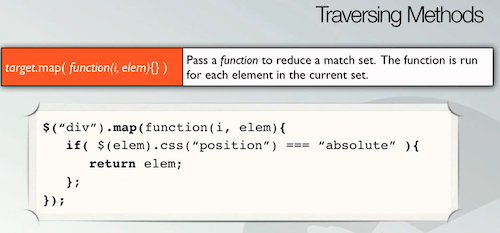 Traversing Methods
target.map( function(i, elem){} )
Pass a function to reduce a match set. The function is run
for each element in the current set.
$(“div”).map(function(i, elem){
if( $(elem).css(“position”) === “absolute” ){
return elem;
};
});